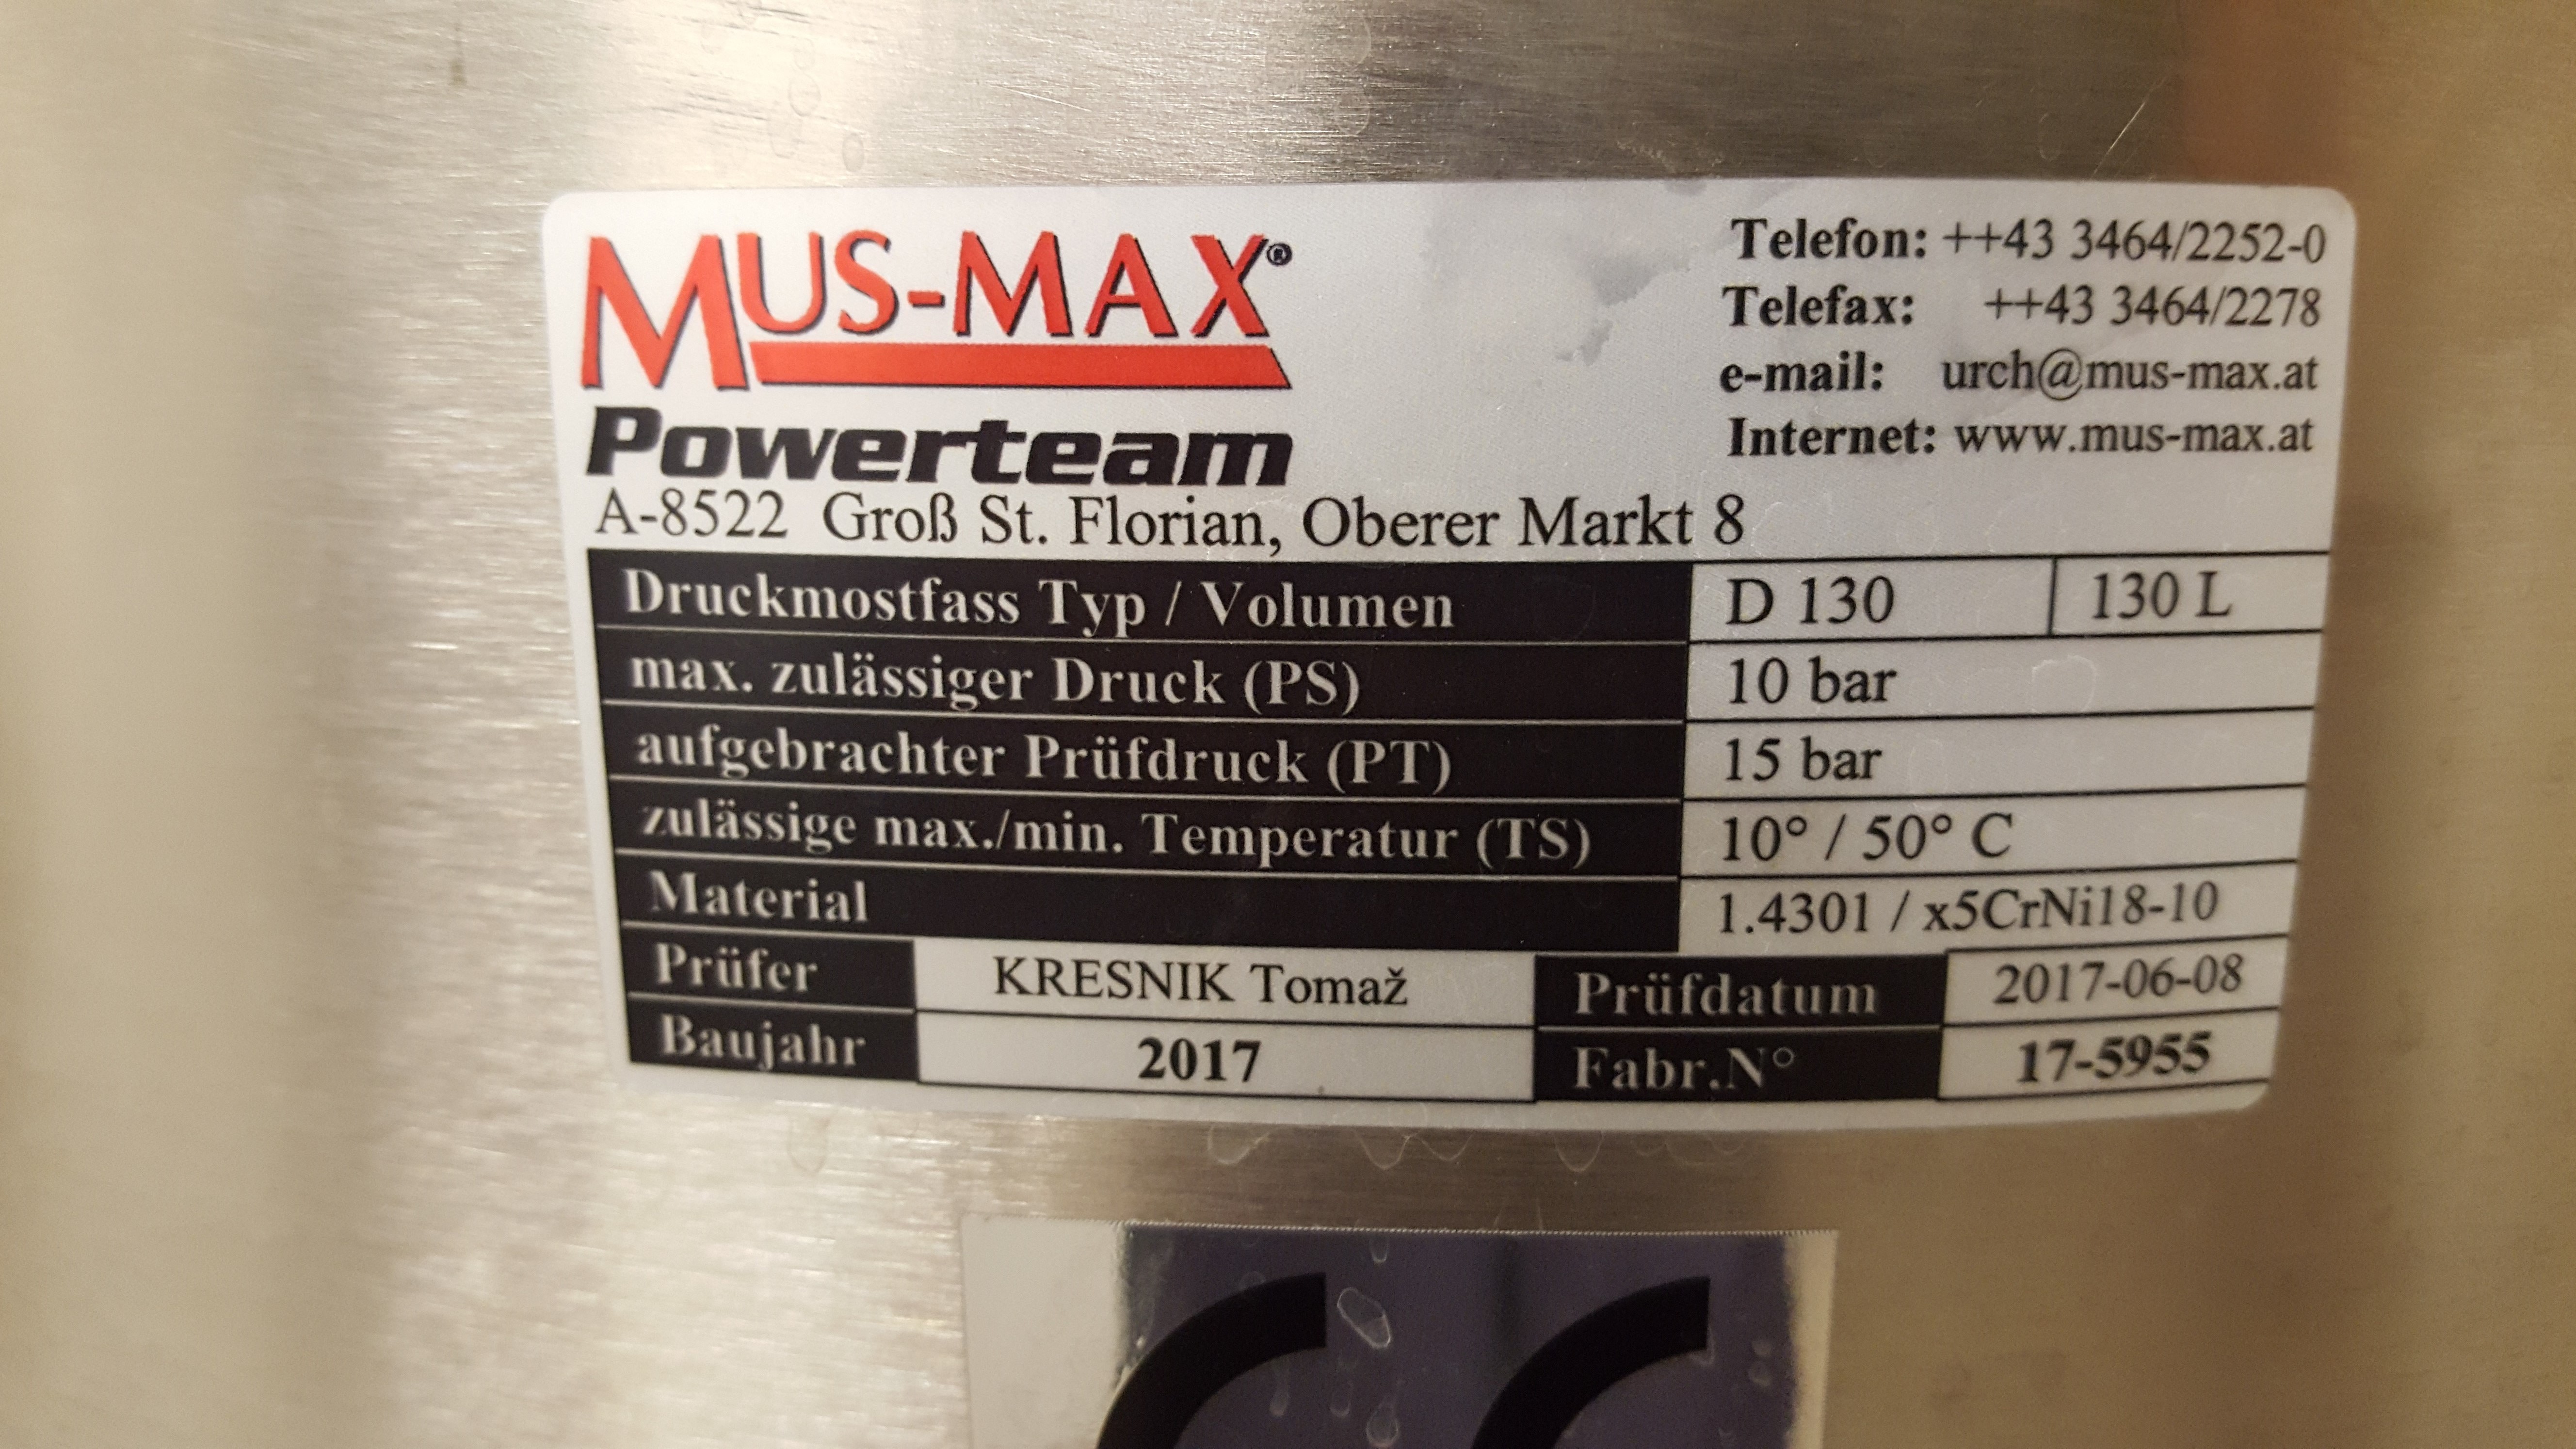 MUS-MAX®
Powerteam
Telefon: ++43 3464/2252-0
Telefax: ++43 3464/2278
e-mail: urch@mus-max.at
Internet: www.mus-max.at
A-8522 Groß St. Florian, Oberer Markt 8
Druckmostfass Typ / Volumen D 130 130 L
max. zulässiger Druck (PS) 10 bar
aufgebrachter Prüfdruck (PT) 15 bar
zulässige max./min. Temperatur (TS) 10° / 50° C
Material 1.4301 / x5CrNi18-10
Prüfer KRESNIK Tomaž Prüfdatum 2017-06-08
Baujahr 2017 Fabr.N° 17-5955
CE